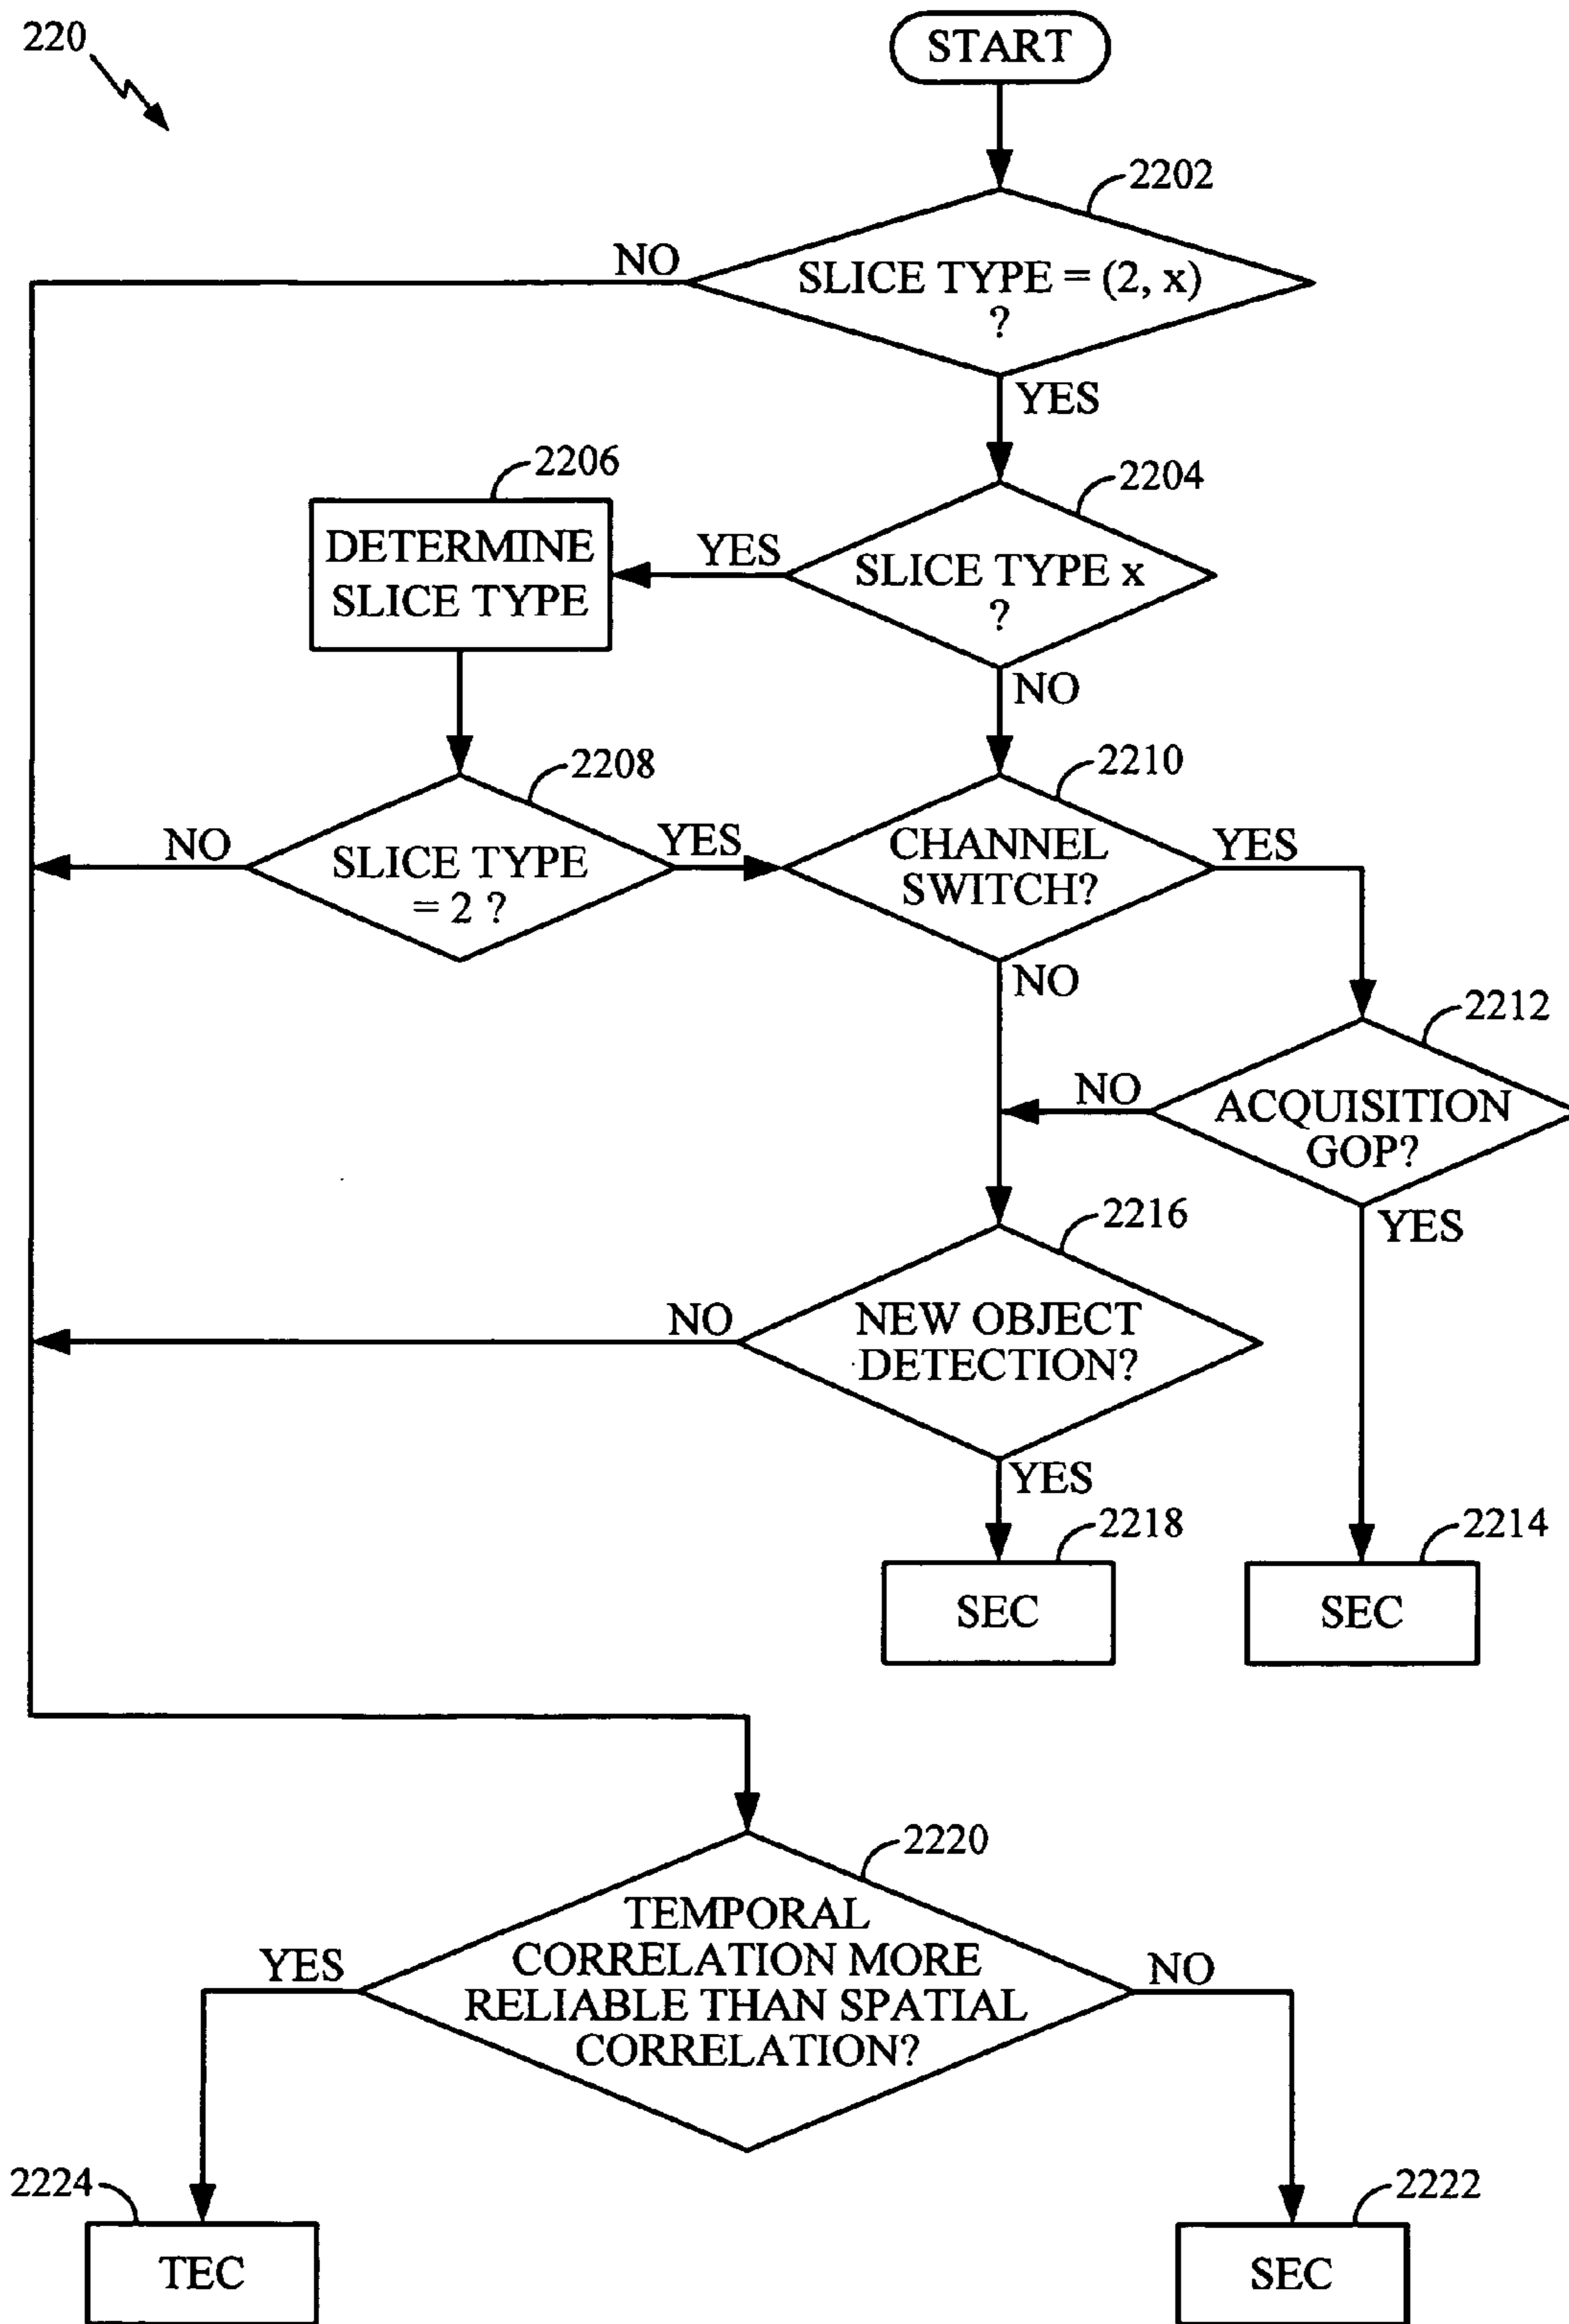 220
START
2202
NO
SLICE TYPE = (2, x)
?
YES
2206
2204
DETERMINE
SLICE TYPE
YES
SLICE TYPE x
?
NO
2208
2210
NO
SLICE TYPE
= 2 ?
YES
CHANNEL
SWITCH?
YES
NO
2212
NO
ACQUISITION
GOP?
YES
2216
NO
NEW OBJECT
DETECTION?
YES
2218
2214
SEC
SEC
2220
YES
TEMPORAL
CORRELATION MORE
RELIABLE THAN SPATIAL
CORRELATION?
NO
2224
2222
TEC
SEC